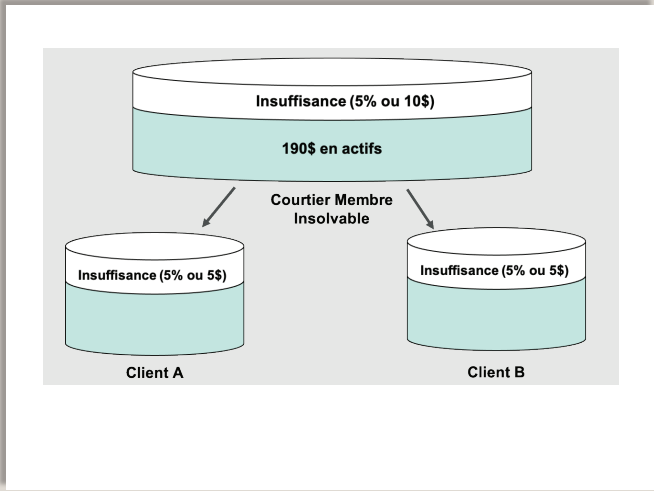 Insuffisance (5% ou 10$)
190$ en actifs
Courtier Membre
Insolvable
Insuffisance (5% ou 5$)
Insuffisance (5% ou 5$)
Client A
Client B